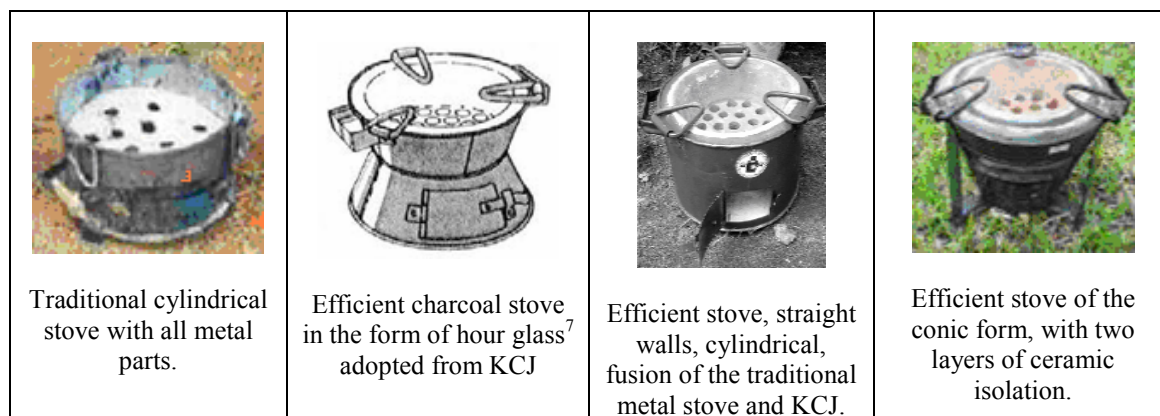 Traditional cylindrical
stove with all metal
parts.
Efficient charcoal stove
in the form of hour glass7
adopted from KCJ
Efficient stove, straight
walls, cylindrical,
fusion of the traditional
metal stove and KCJ.
Efficient stove of the
conic form, with two
layers of ceramic
isolation.